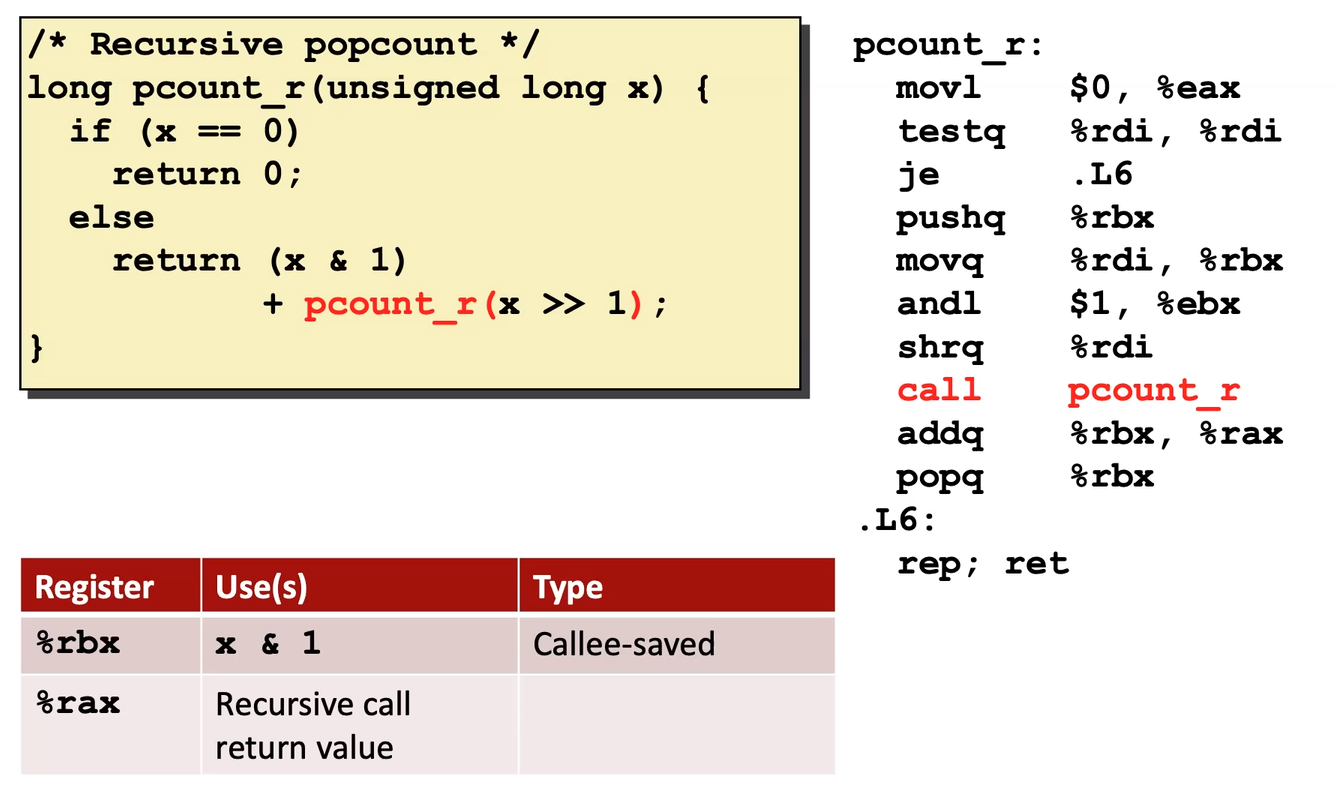 /* Recursive popcount */
long pcount_r(unsigned long x) {
  if (x == 0)
    return 0;
  else
    return (x & 1)
           + pcount_r(x >> 1);
}
pcount_r:
  movl    $0, %eax
  testq   %rdi, %rdi
  je      .L6
  pushq   %rbx
  movq    %rdi, %rbx
  andl    $1, %ebx
  shrq    %rdi
  call    pcount_r
  addq    %rbx, %rax
  popq    %rbx
.L6:
  rep; ret
Register Use(s) Type
%rbx x & 1 Callee-saved
%rax Recursive call
return value